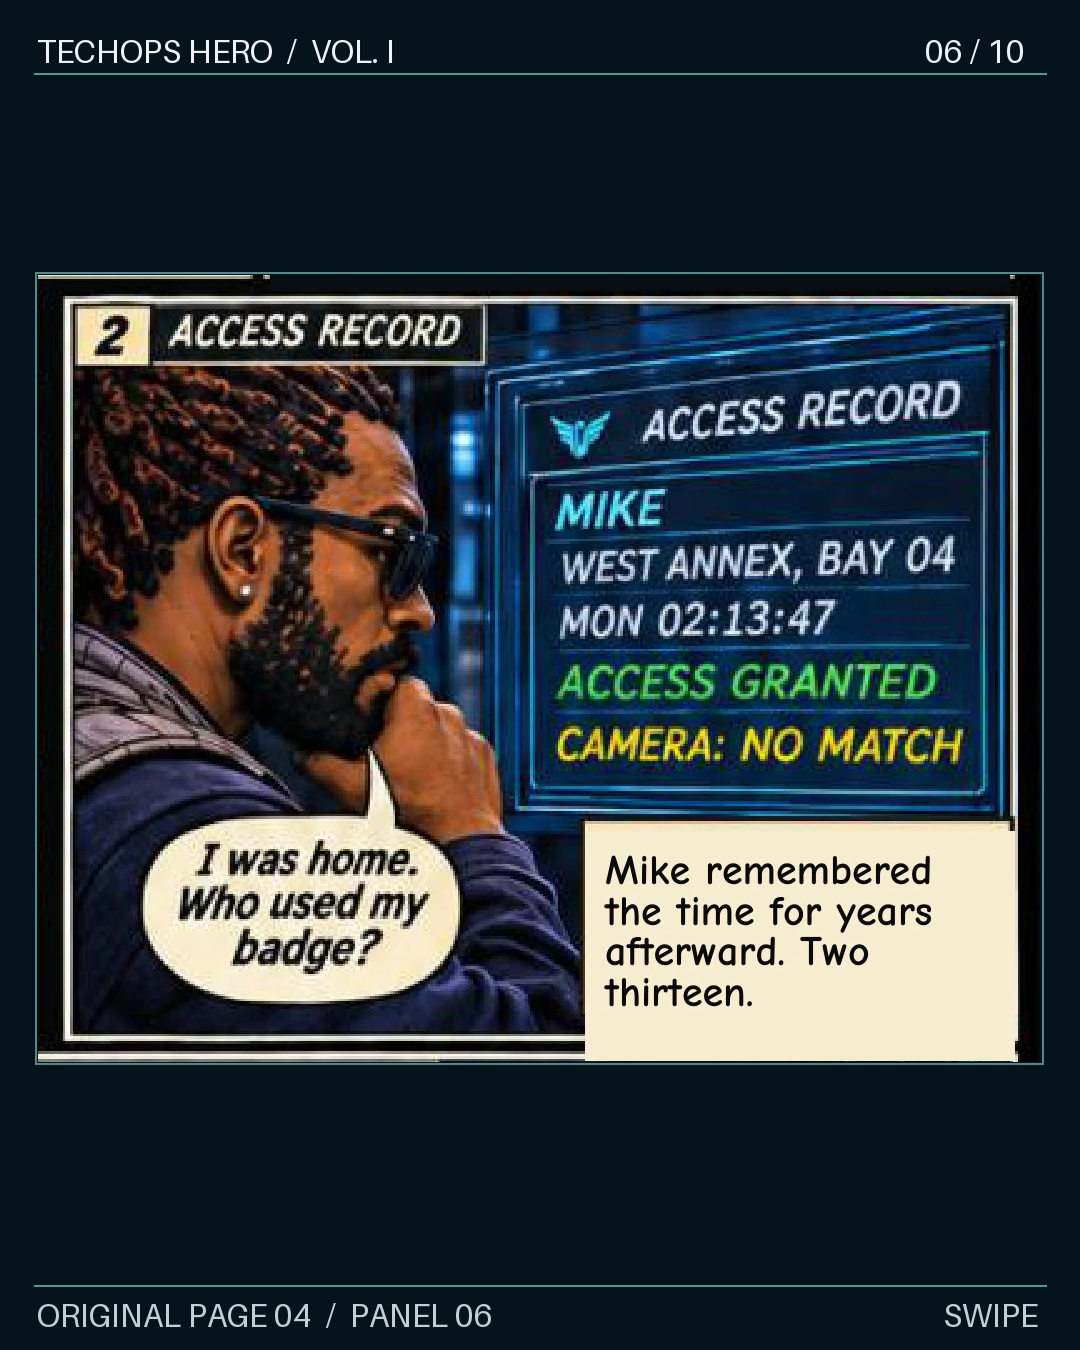 TECHOPS HERO / VOL. I
06 / 10
2 ACCESS RECORD
ACCESS RECORD
MIKE
WEST ANNEX, BAY 04
MON 02:13:47
ACCESS GRANTED
CAMERA: NO MATCH
I was home.
Who used my
badge?
Mike remembered
the time for years
afterward. Two
thirteen.
ORIGINAL PAGE 04 / PANEL 06
SWIPE